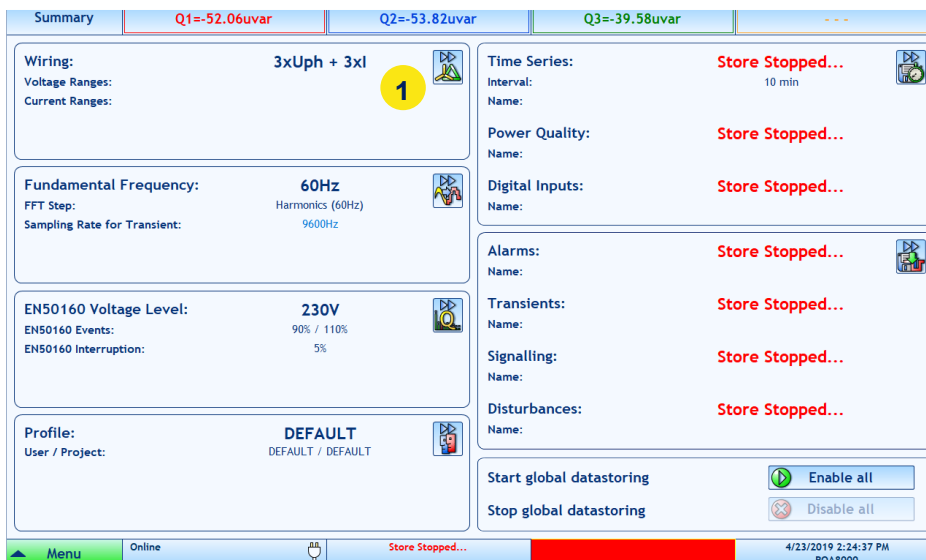 Summary Q1=-52.06uvar Q2=-53.82uvar Q3=-39.58uvar - - -
Wiring: 3xUph + 3xI
Voltage Ranges:
Current Ranges:
1
Fundamental Frequency: 60Hz
FFT Step: Harmonics (60Hz)
Sampling Rate for Transient: 9600Hz
EN50160 Voltage Level: 230V
EN50160 Events: 90% / 110%
EN50160 Interruption: 5%
Profile: DEFAULT
User / Project: DEFAULT / DEFAULT
Time Series: Store Stopped...
Interval: 10 min
Name:
Power Quality: Store Stopped...
Name:
Digital Inputs: Store Stopped...
Name:
Alarms: Store Stopped...
Name:
Transients: Store Stopped...
Name:
Signalling: Store Stopped...
Name:
Disturbances: Store Stopped...
Name:
Start global datastoring Enable all
Stop global datastoring Disable all
Menu Online Store Stopped... 4/23/2019 2:24:37 PM
PQA8000